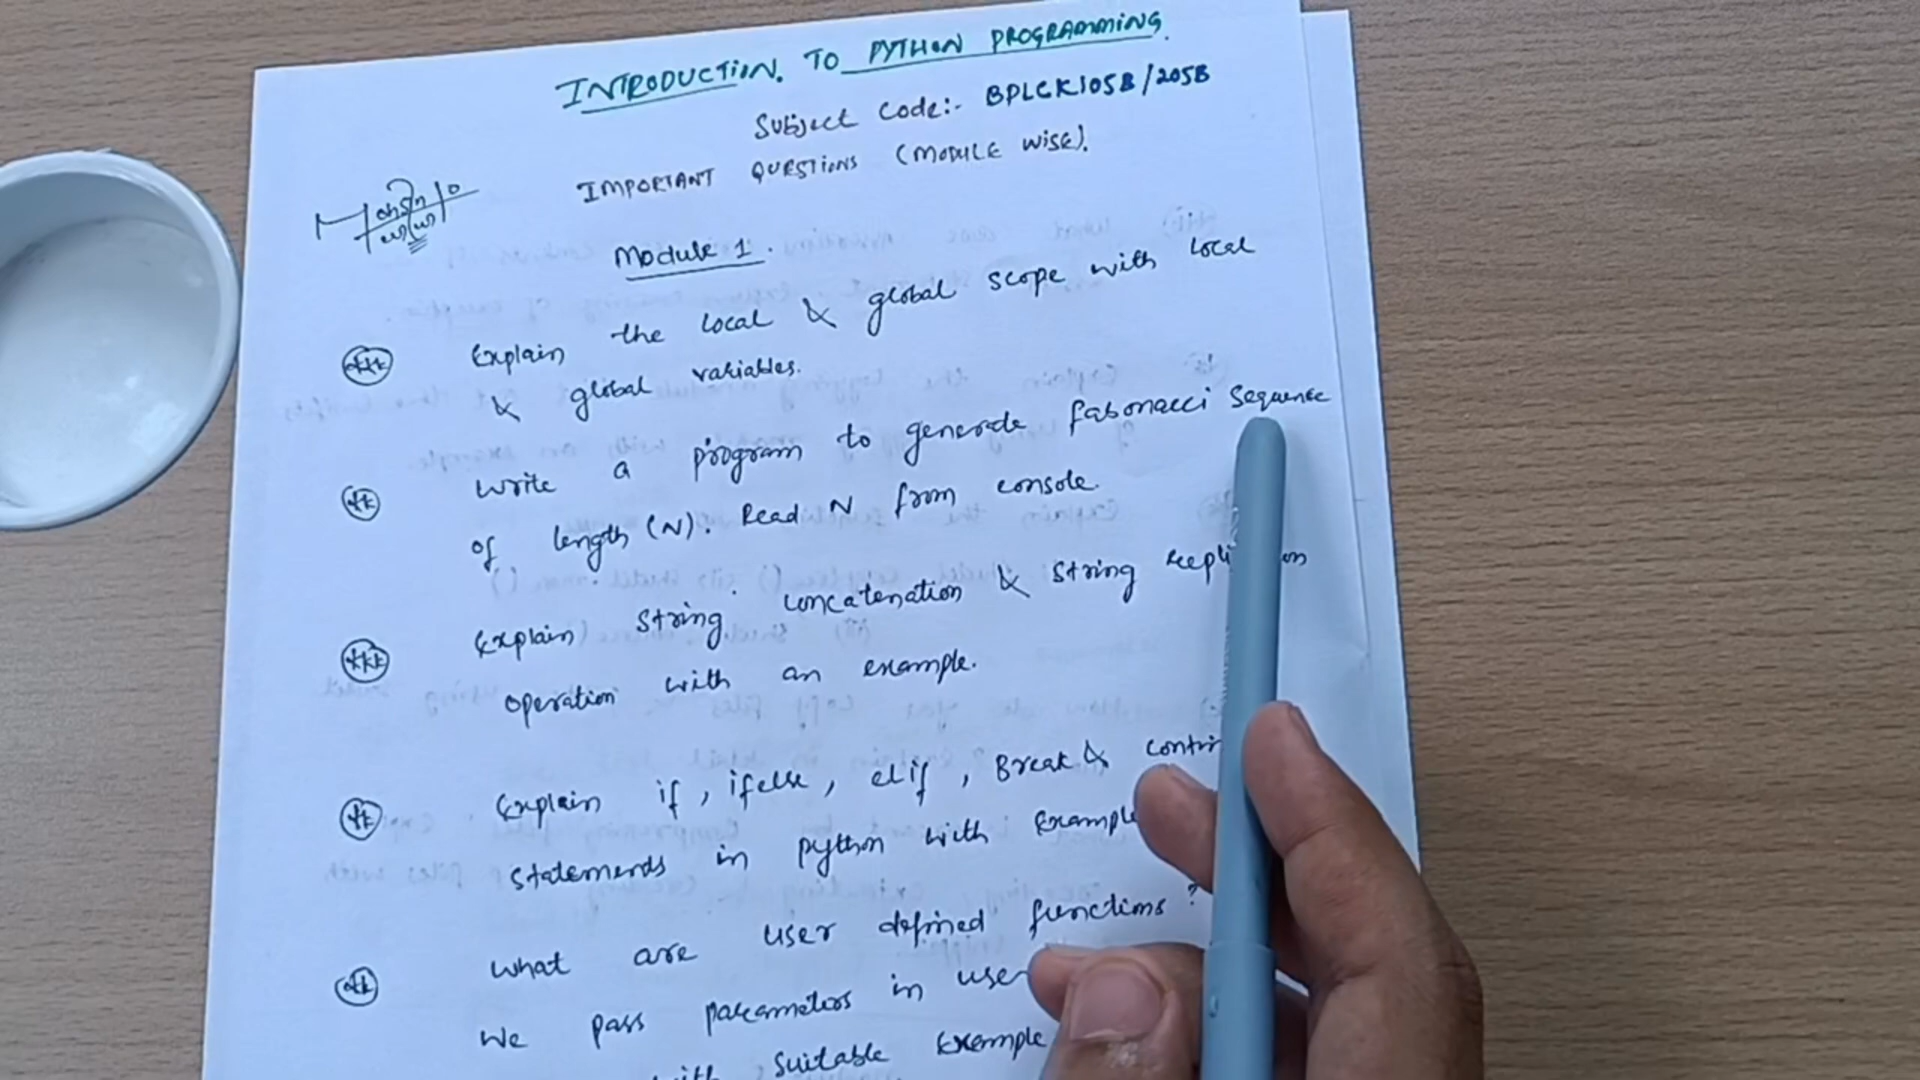 INTRODUCTION TO PYTHON PROGRAMMING.
Subject Code:- BPLCK105B/205B
IMPORTANT QUESTIONS (MODULE WISE).
Module 1.
*** Explain the local & global scope with local
& global variables.
** Write a program to generate fabonacci Sequence
of length (N). Read N from console.
*** Explain string concatenation & string
operation with an example.
** Explain if, ifelse, elif, Break &
statements in python with
** What are user defined functions?
We pass parameters in
with suitable Example